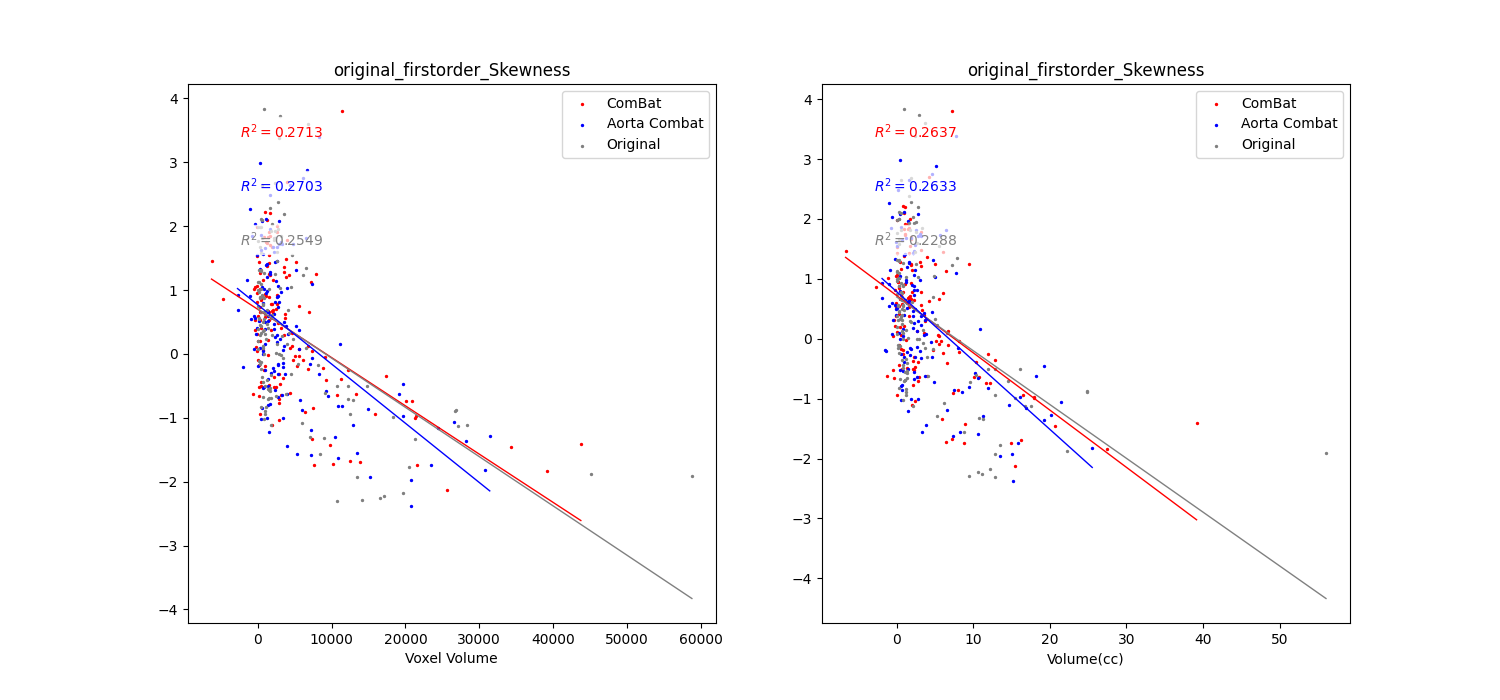 original_firstorder_Skewness
4
3
2
1
0
−1
−2
−3
−4
R² = 0.2713
R² = 0.2703
R² = 0.2549
ComBat
Aorta Combat
Original
0 10000 20000 30000 40000 50000 60000
Voxel Volume
original_firstorder_Skewness
4
3
2
1
0
−1
−2
−3
−4
R² = 0.2637
R² = 0.2633
R² = 0.2288
ComBat
Aorta Combat
Original
0 10 20 30 40 50
Volume(cc)